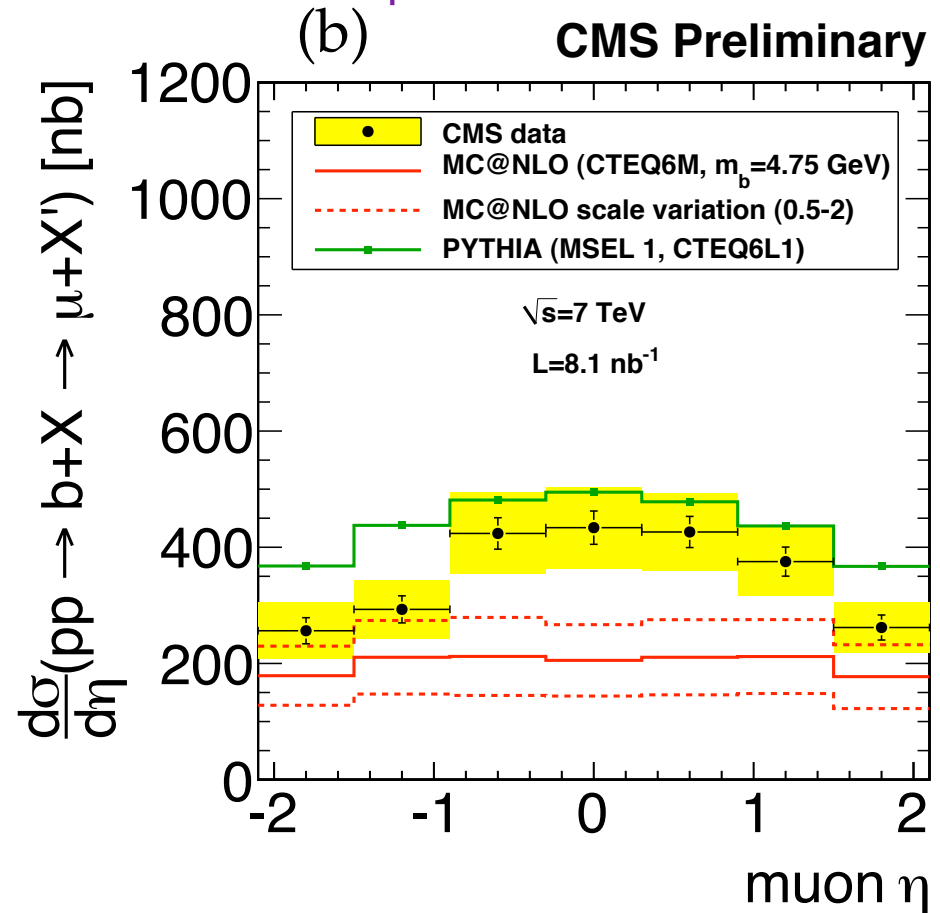 (b) CMS Preliminary
dσ/dη(pp → b+X → μ+X') [nb]
1200
1000
800
600
400
200
0
CMS data
MC@NLO (CTEQ6M, m_b=4.75 GeV)
MC@NLO scale variation (0.5-2)
PYTHIA (MSEL 1, CTEQ6L1)
√s=7 TeV
L=8.1 nb⁻¹
-2 -1 0 1 2
muon η